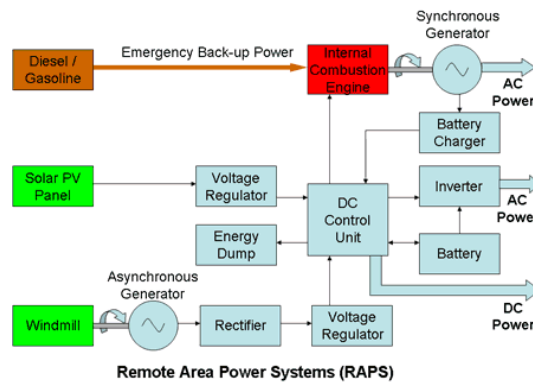 Synchronous
Generator
Diesel /
Gasoline
Emergency Back-up Power
Internal
Combustion
Engine
AC
Power
Battery
Charger
Solar PV
Panel
Voltage
Regulator
DC
Control
Unit
Inverter
AC
Power
Energy
Dump
Battery
Asynchronous
Generator
DC
Power
Windmill
Rectifier
Voltage
Regulator
Remote Area Power Systems (RAPS)